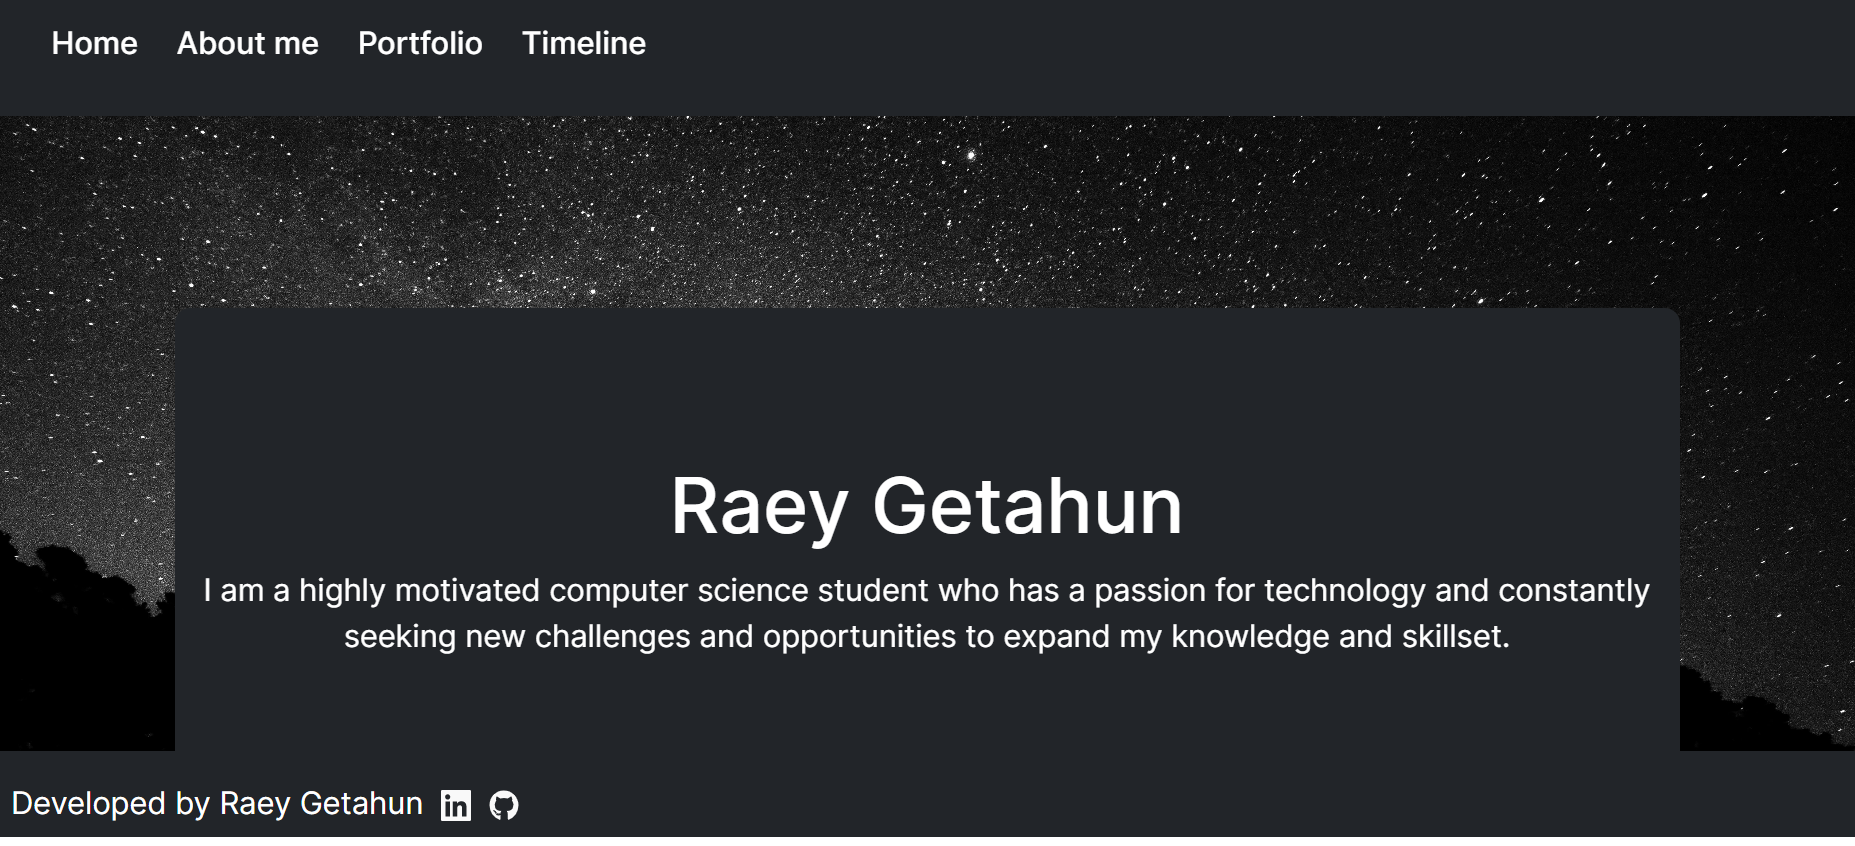 Home About me Portfolio Timeline
Raey Getahun
I am a highly motivated computer science student who has a passion for technology and constantly
seeking new challenges and opportunities to expand my knowledge and skillset.
Developed by Raey Getahun in